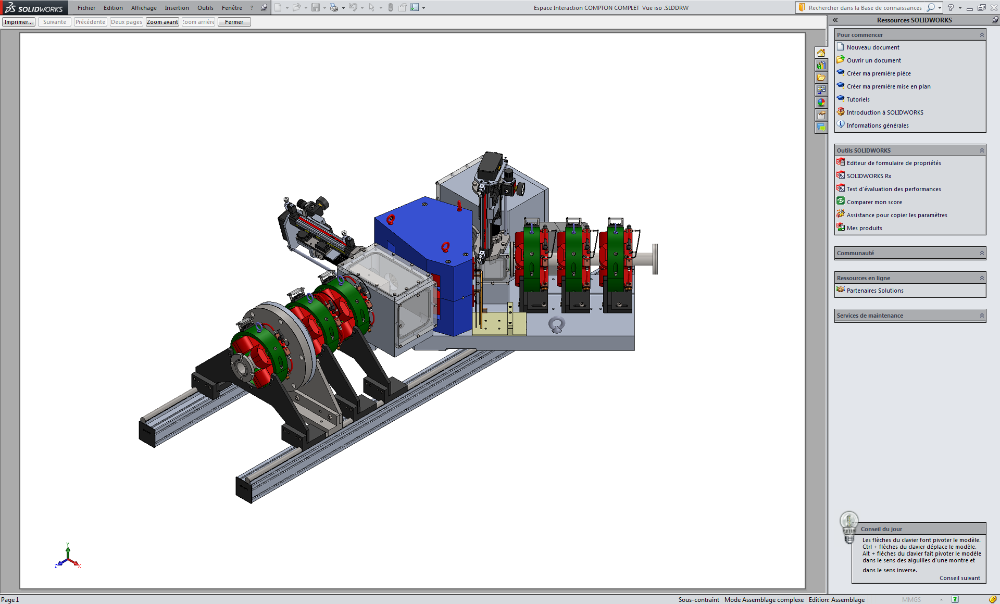 SOLIDWORKS
Fichier Edition Affichage Insertion Outils Fenêtre ?
Espace Interaction COMPTON COMPLET Vue iso .SLDDRW
Rechercher dans la Base de connaissances
?
Imprimer... Suivante Précédente Deux pages Zoom avant Zoom arrière Fermer
Ressources SOLIDWORKS
Pour commencer
Nouveau document
Ouvrir un document
Créer ma première pièce
Créer ma première mise en plan
Tutoriels
Introduction à SOLIDWORKS
Informations générales
Outils SOLIDWORKS
Editeur de formulaire de propriétés
SOLIDWORKS Rx
Test d'évaluation des performances
Comparer mon score
Assistance pour copier les paramètres
Mes produits
Communauté
Ressources en ligne
Partenaires Solutions
Services de maintenance
Conseil du jour
Les flèches du clavier font pivoter le modèle.
Ctrl + flèches du clavier déplace le modèle.
Alt + flèches du clavier fait pivoter le modèle
dans le sens des aiguilles d'une montre et
dans le sens inverse.
Conseil suivant
Y
Z
X
Page 1
Sous-contraint Mode Assemblage complexe Edition: Assemblage
MMGS
?